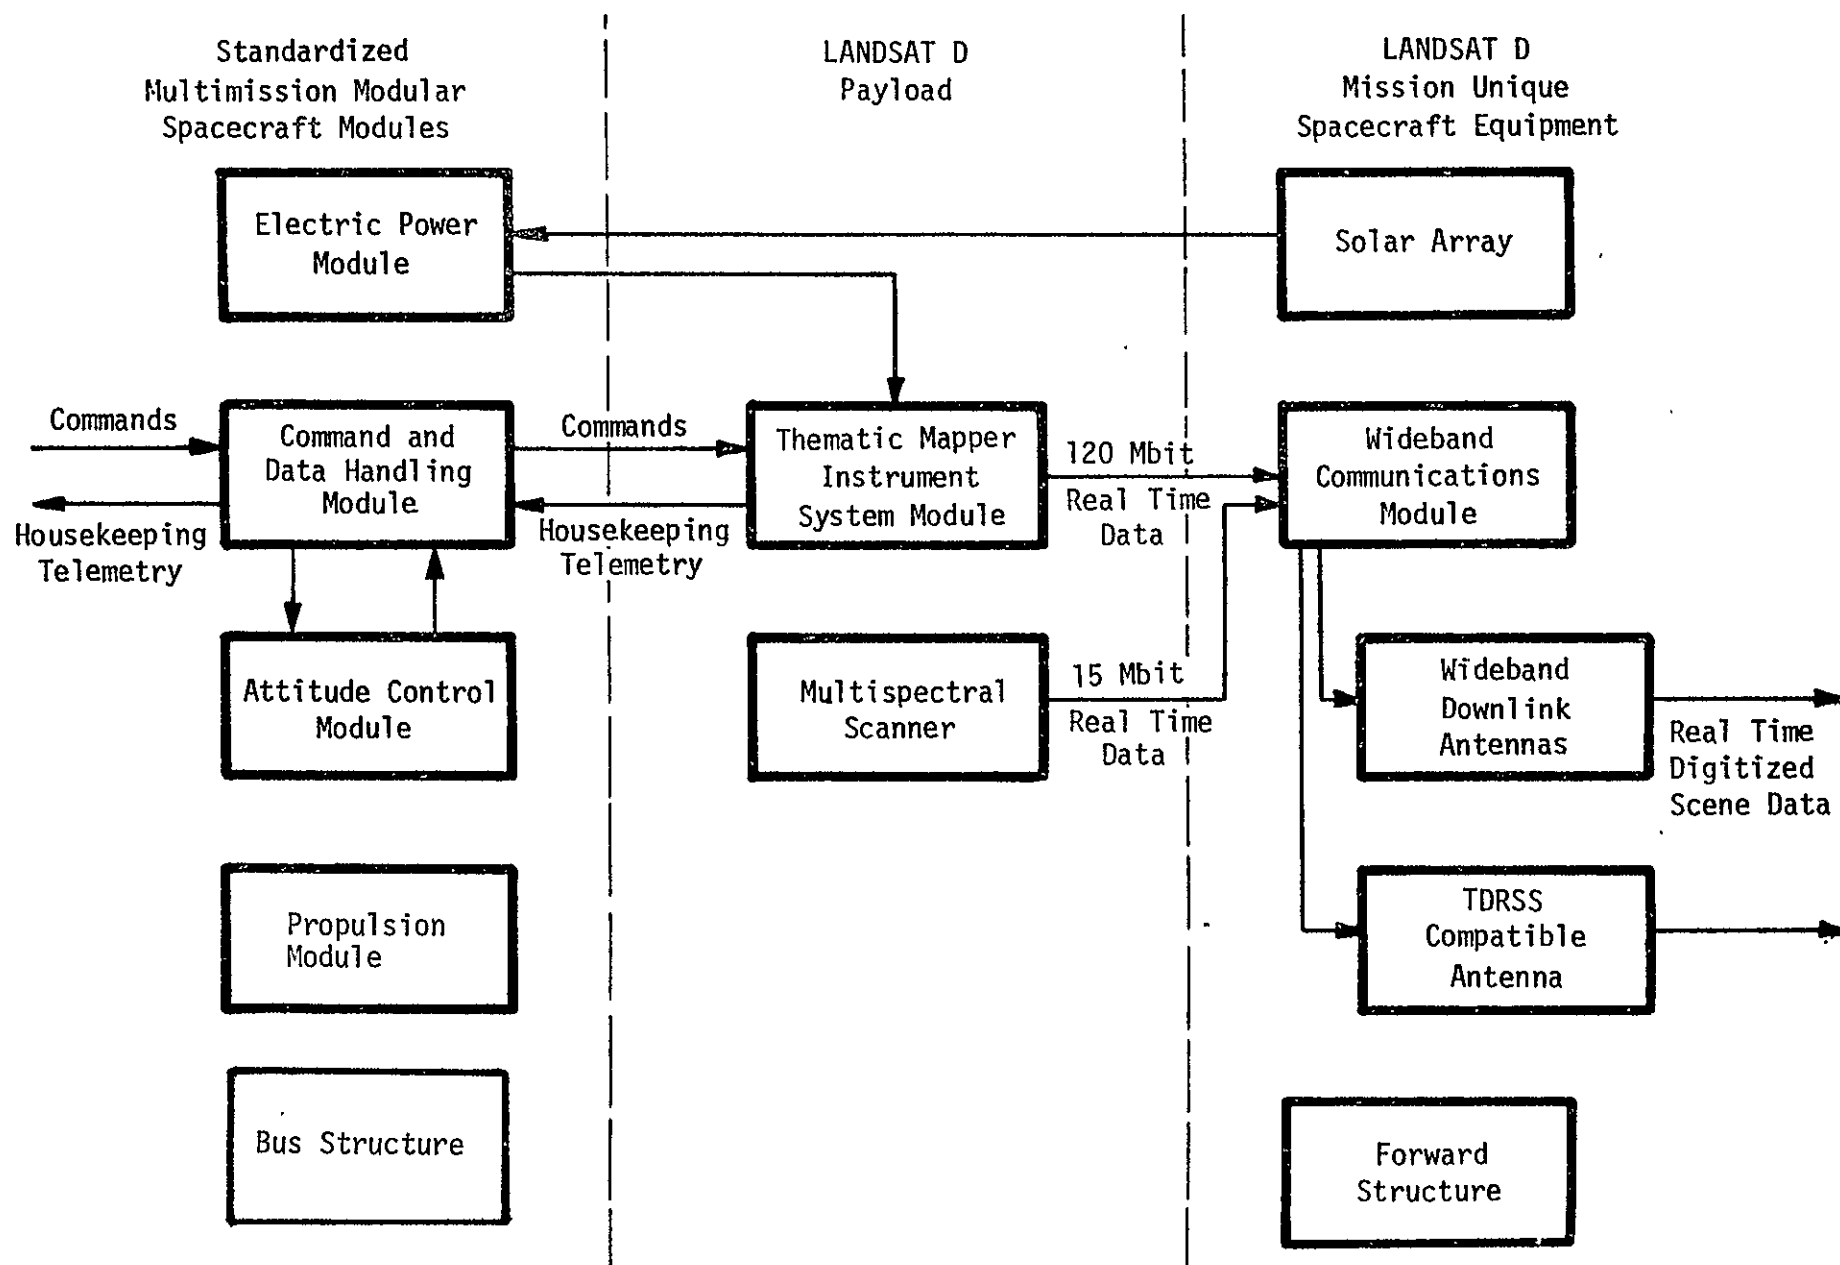 Standardized
Multimission Modular
Spacecraft Modules
LANDSAT D
Payload
LANDSAT D
Mission Unique
Spacecraft Equipment
Electric Power
Module
Solar Array
Commands
Housekeeping
Telemetry
Command and
Data Handling
Module
Commands
Housekeeping
Telemetry
Thematic Mapper
Instrument
System Module
120 Mbit
Real Time
Data
Wideband
Communications
Module
Attitude Control
Module
Multispectral
Scanner
15 Mbit
Real Time
Data
Wideband
Downlink
Antennas
Real Time
Digitized
Scene Data
Propulsion
Module
TDRSS
Compatible
Antenna
Bus Structure
Forward
Structure